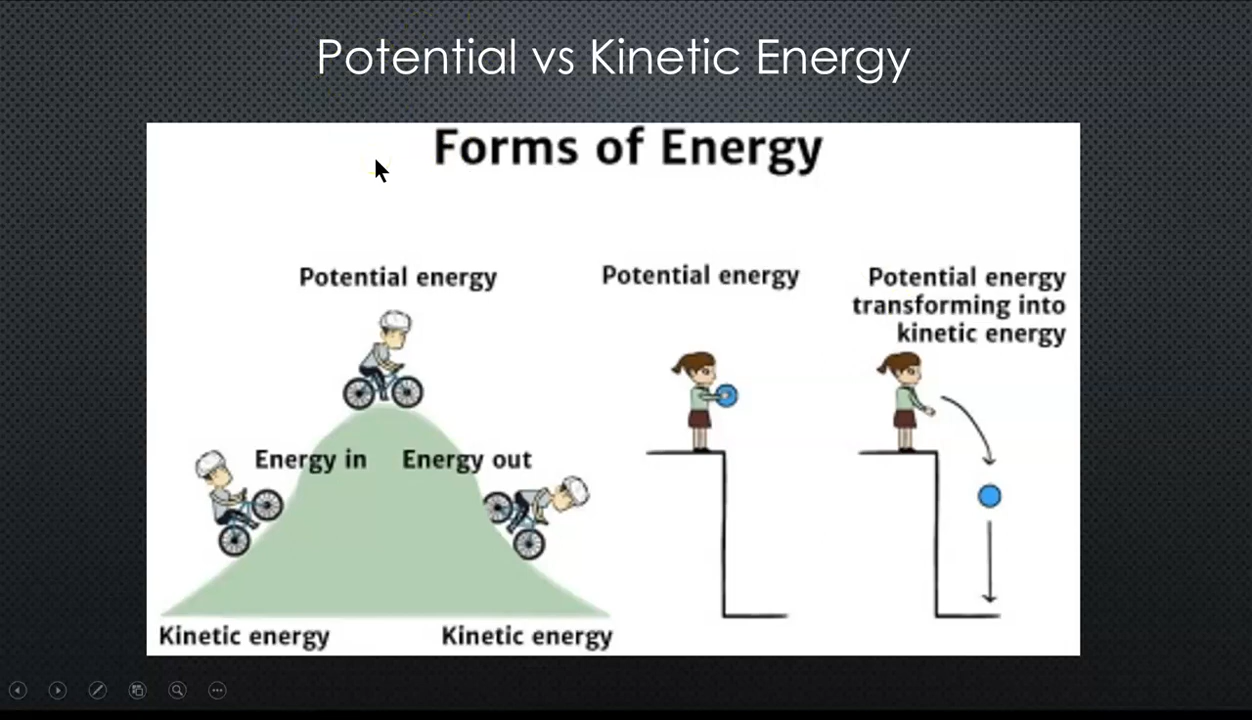 Potential vs Kinetic Energy
Forms of Energy
Potential energy
Energy in
Energy out
Kinetic energy
Kinetic energy
Potential energy
Potential energy
transforming into
kinetic energy